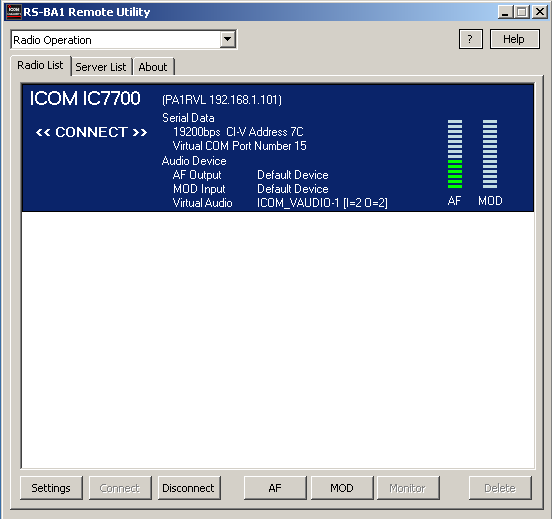 RS-BA1 Remote Utility
Radio Operation
? Help
Radio List Server List About
ICOM IC7700 (PA1RVL 192.168.1.101)
<< CONNECT >>
Serial Data
19200bps CI-V Address 7C
Virtual COM Port Number 15
Audio Device
AF Output Default Device
MOD Input Default Device
Virtual Audio ICOM_VAUDIO-1 [I=2 O=2]
AF MOD
Settings Connect Disconnect AF MOD Monitor Delete